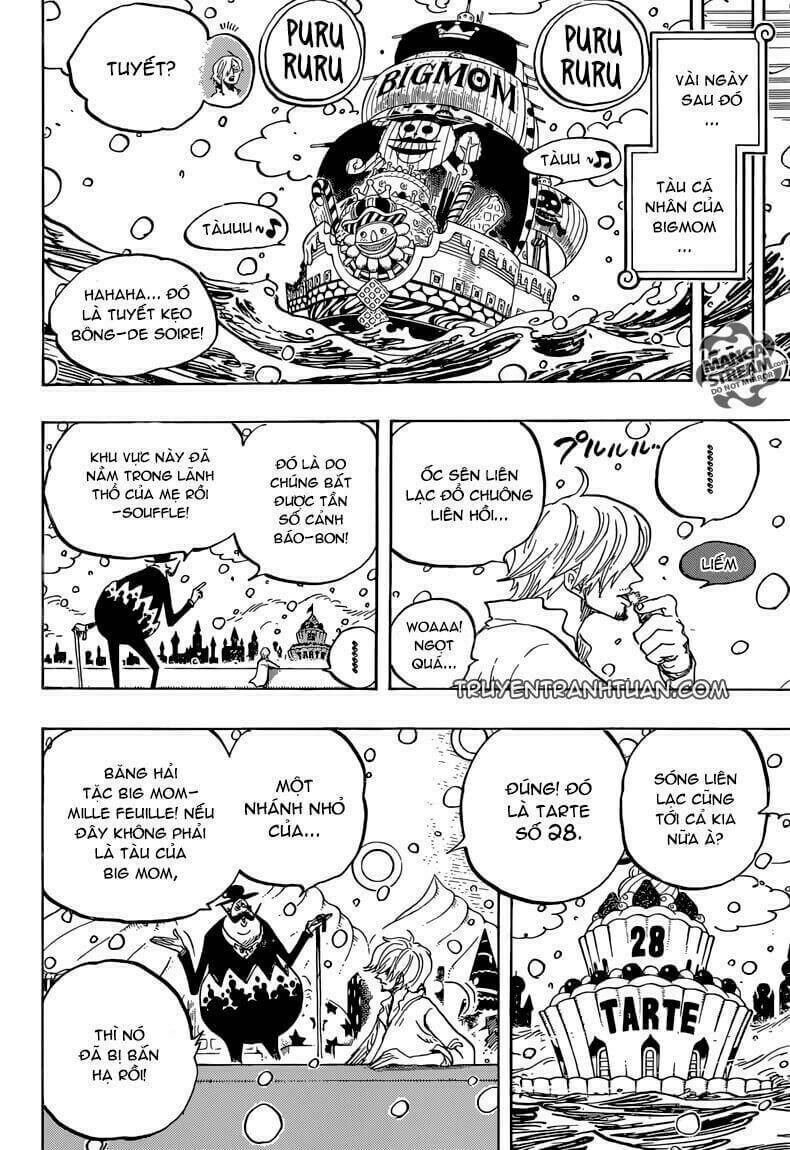 VÀI NGÀY
SAU ĐÓ
...
TÀU CÁ
NHÂN CỦA
BIGMOM
...
PURU
RURU
BIGMOM
PURU
RURU
TUYẾT?
TÀUU~♫
TÀUUU~♪
HAHAHA... ĐÓ
LÀ TUYẾT KẸO
BÔNG-DE SOIRE!
MANGA
STREAM.com
DO NOT MIRROR
プルルルル..
ỐC SÊN LIÊN
LẠC ĐỔ CHUÔNG
LIÊN HỒI...
LIẾM
WOAAA!
NGỌT
QUÁ...
ĐÓ LÀ DO
CHÚNG BẮT
ĐƯỢC TẦN
SỐ CẢNH
BÁO-BON!
KHU VỰC NÀY ĐÃ
NẰM TRONG LÃNH
THỔ CỦA MẸ RỒI
-SOUFFLE!
TARTE
TRUYENTRANHTUAN.COM
SÓNG LIÊN
LẠC CŨNG
TỚI CẢ KIA
NỮA À?
ĐÚNG! ĐÓ
LÀ TARTE
SỐ 28.
28
TARTE
MỘT
NHÁNH NHỎ
CỦA...
BĂNG HẢI
TẶC BIG MOM-
MILLE FEUILLE! NẾU
ĐÂY KHÔNG PHẢI
LÀ TÀU CỦA
BIG MOM,
THÌ NÓ
ĐÃ BỊ BẮN
HẠ RỒI!